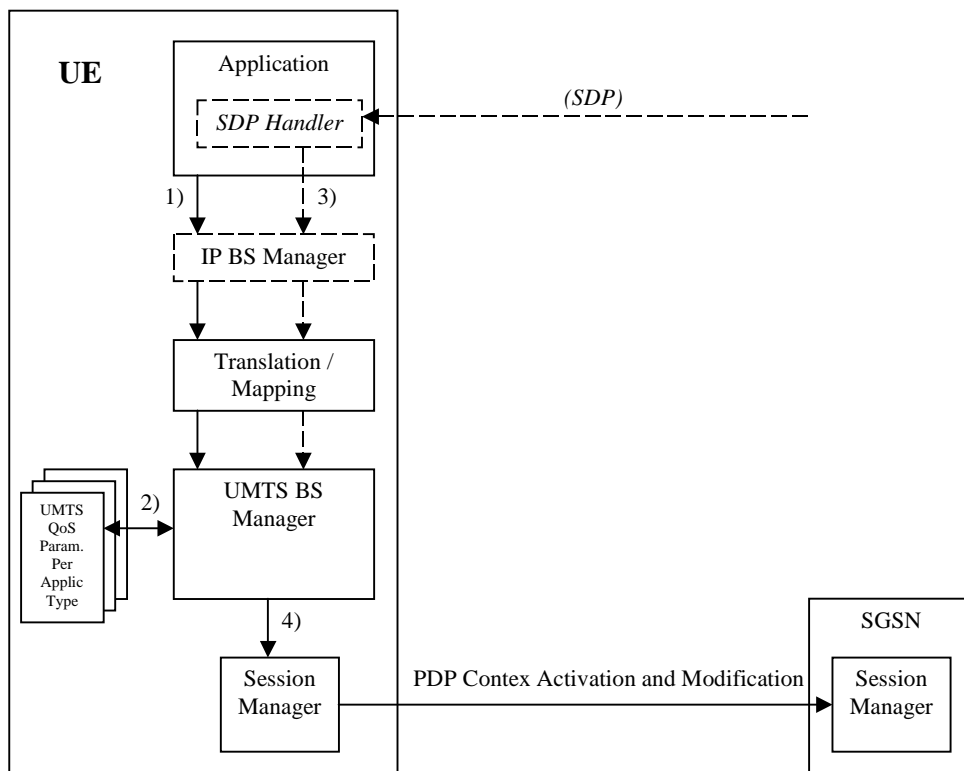 UE
Application
(SDP)
SDP Handler
1)
3)
IP BS Manager
Translation /
Mapping
UMTS BS
Manager
2)
UMTS
QoS
Param.
Per
Applic
Type
4)
SGSN
Session
Manager
PDP Contex Activation and Modification
Session
Manager